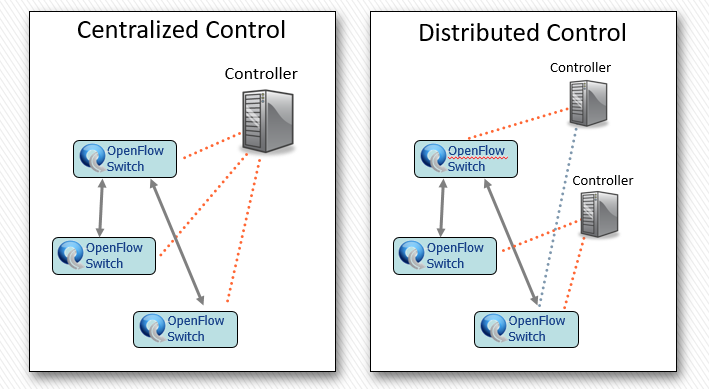 Centralized Control
Controller
OpenFlow
Switch
OpenFlow
Switch
OpenFlow
Switch
Distributed Control
Controller
OpenFlow
Switch
Controller
OpenFlow
Switch
OpenFlow
Switch